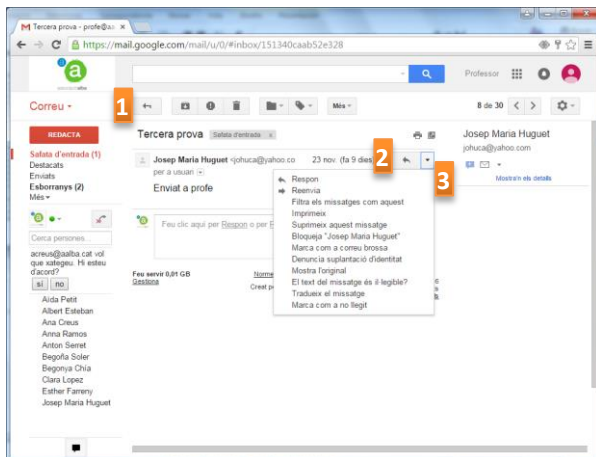 Tercera prova - profe@aa
https://mail.google.com/mail/u/0/#inbox/151340caab52e328
Professor
Correu
1
Més
8 de 30
REDACTA
Safata d'entrada (1)
Destacats
Enviats
Esborranys (2)
Més
Cerca persones...
acreus@aalba.cat vol
que xategeu. Hi esteu
d'acord?
sí no
Aida Petit
Albert Esteban
Ana Creus
Anna Ramos
Anton Serret
Begoña Soler
Begonya Chía
Clara Lopez
Esther Farreny
Josep Maria Huguet
Tercera prova Safata d'entrada x
2
3
Josep Maria Huguet <johuca@yahoo.co 23 nov. (fa 9 dies)
per a usuari
Enviat a profe
Feu clic aquí per Respon o per
Respon
Reenvia
Filtra els missatges com aquest
Imprimeix
Suprimeix aquest missatge
Bloqueja "Josep Maria Huguet"
Marca com a correu brossa
Denuncia suplantació d'identitat
Mostra l'original
El text del missatge és il·legible?
Tradueix el missatge
Marca com a no llegit
Feu servir 0,01 GB
Gestiona
Creat p
Josep Maria Huguet
johuca@yahoo.com
Mostra'n els detalls